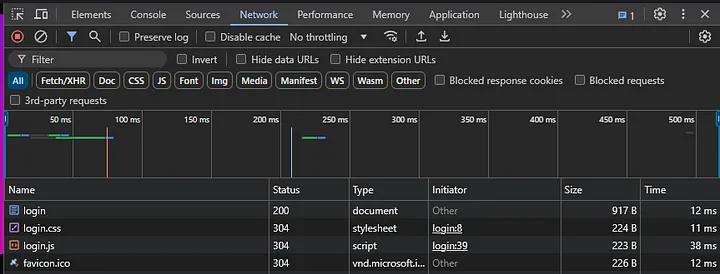 Elements Console Sources Network Performance Memory Application Lighthouse >> 1
Preserve log Disable cache No throttling
Filter Invert Hide data URLs Hide extension URLs
All Fetch/XHR Doc CSS JS Font Img Media Manifest WS Wasm Other Blocked response cookies Blocked requests
3rd-party requests
50 ms 100 ms 150 ms 200 ms 250 ms 300 ms 350 ms 400 ms 450 ms 500 ms
Name Status Type Initiator Size Time
login 200 document Other 917 B 12 ms
login.css 304 stylesheet login:8 224 B 11 ms
login.js 304 script login:39 223 B 38 ms
favicon.ico 304 vnd.microsoft.i... Other 226 B 12 ms